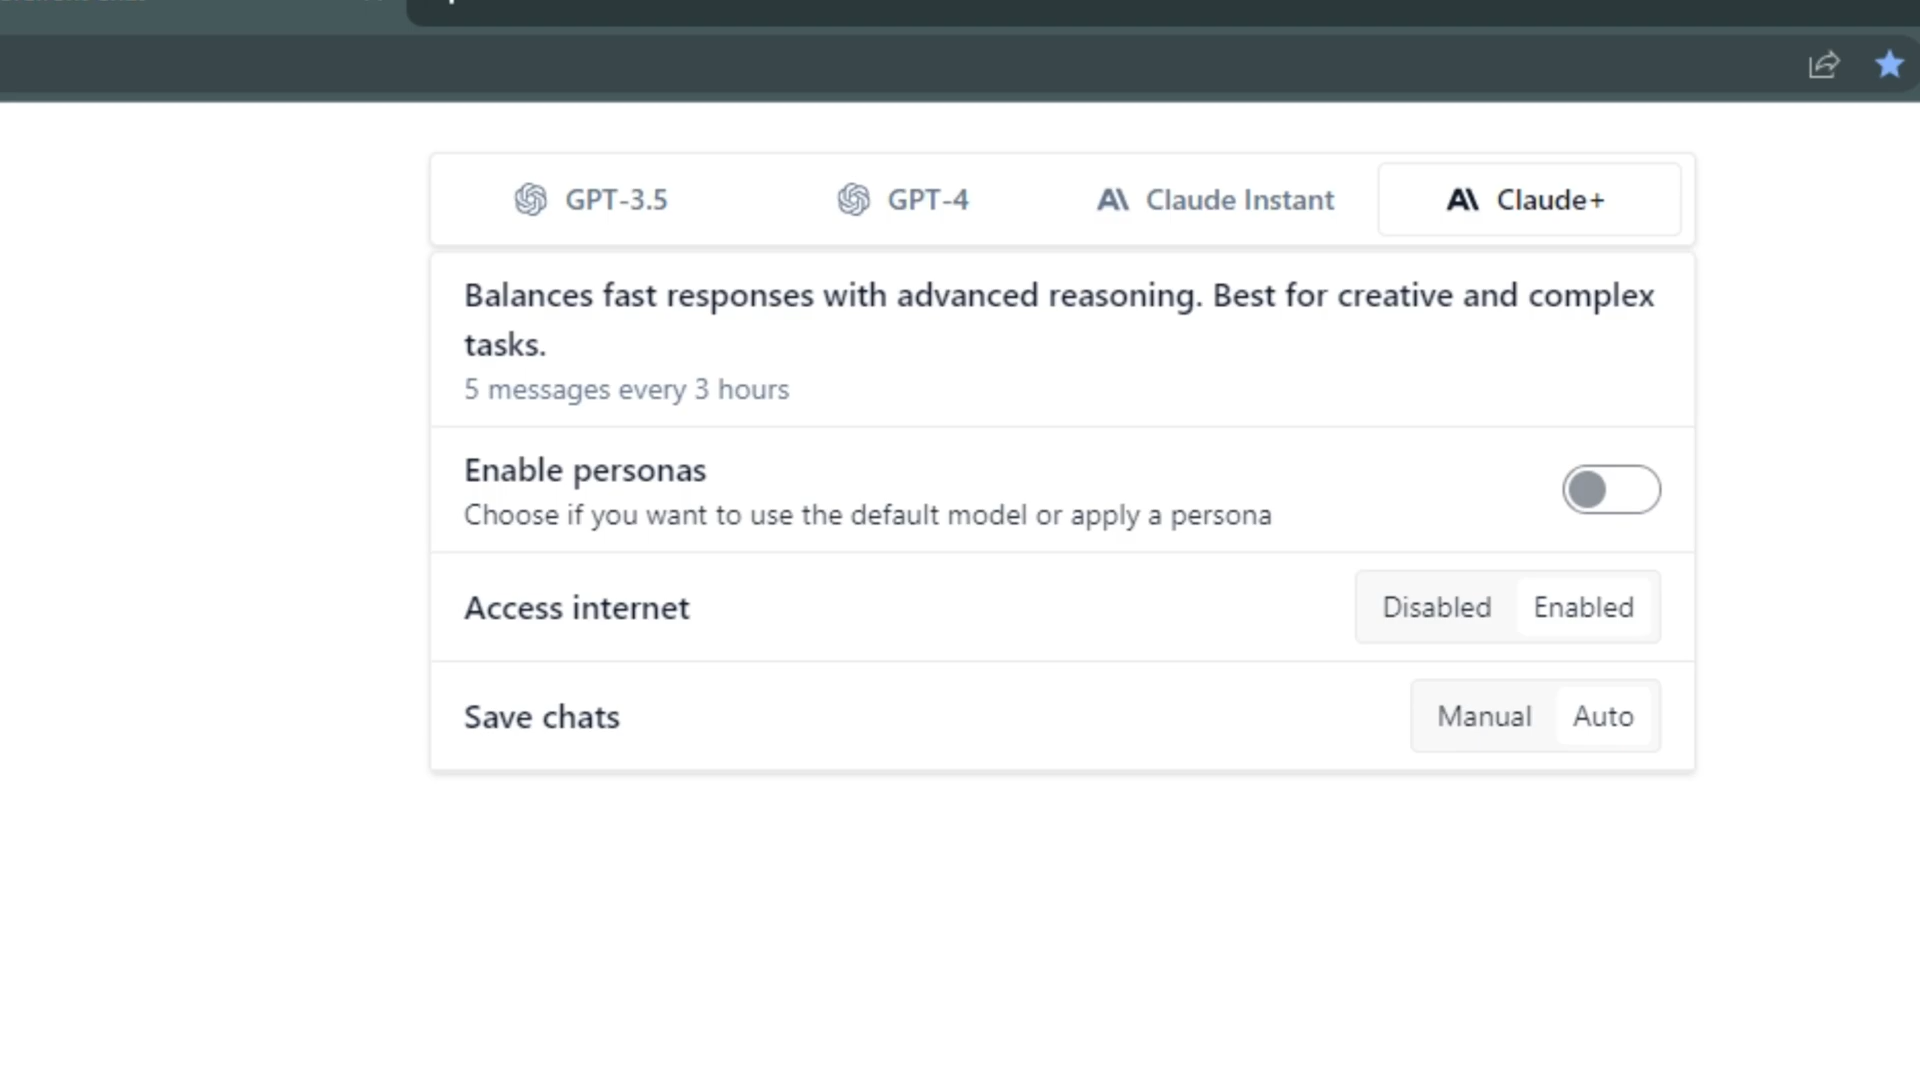 GPT-3.5
GPT-4
Claude Instant
Claude+
Balances fast responses with advanced reasoning. Best for creative and complex
tasks.
5 messages every 3 hours
Enable personas
Choose if you want to use the default model or apply a persona
Access internet
Disabled
Enabled
Save chats
Manual
Auto